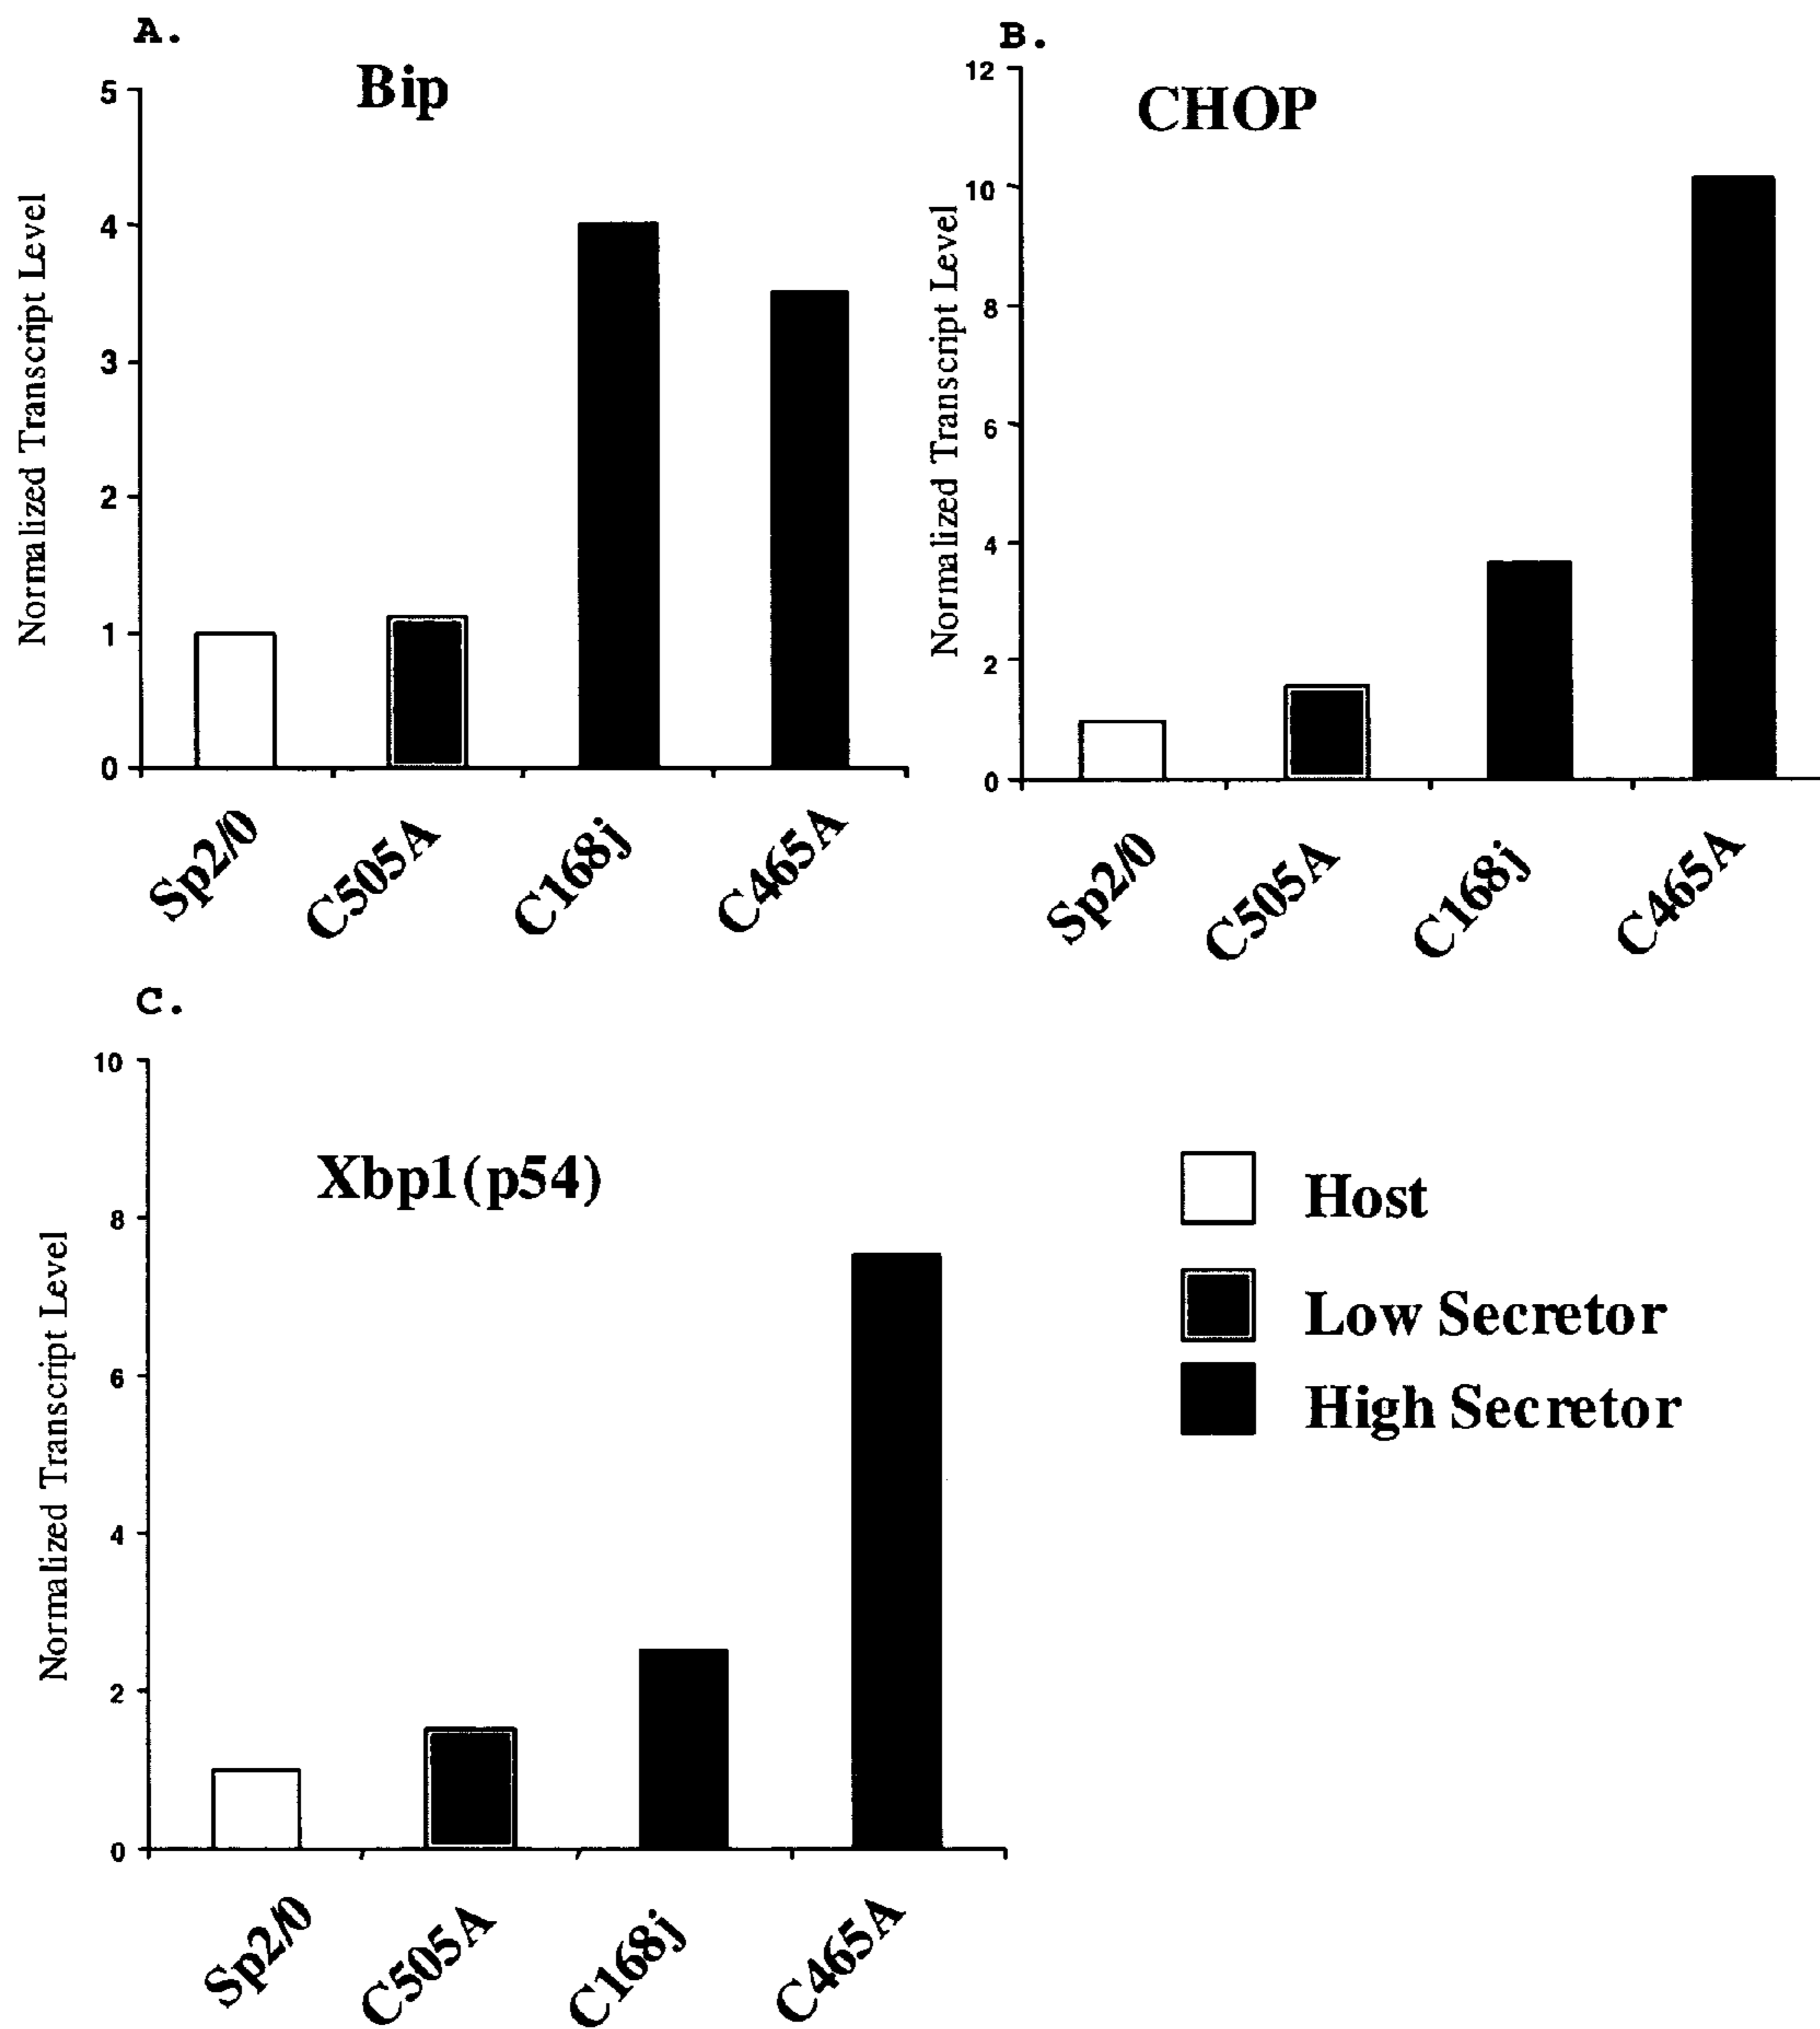 A.
Bip
Normalized Transcript Level
5
4
3
2
1
0
Sp2/0
C505A
C168j
C465A
B.
CHOP
Normalized Transcript Level
12
10
8
6
4
2
0
Sp2/0
C505A
C168j
C465A
C.
Xbp1(p54)
Normalized Transcript Level
10
8
6
4
2
0
Sp2/0
C505A
C168j
C465A
Host
Low Secretor
High Secretor